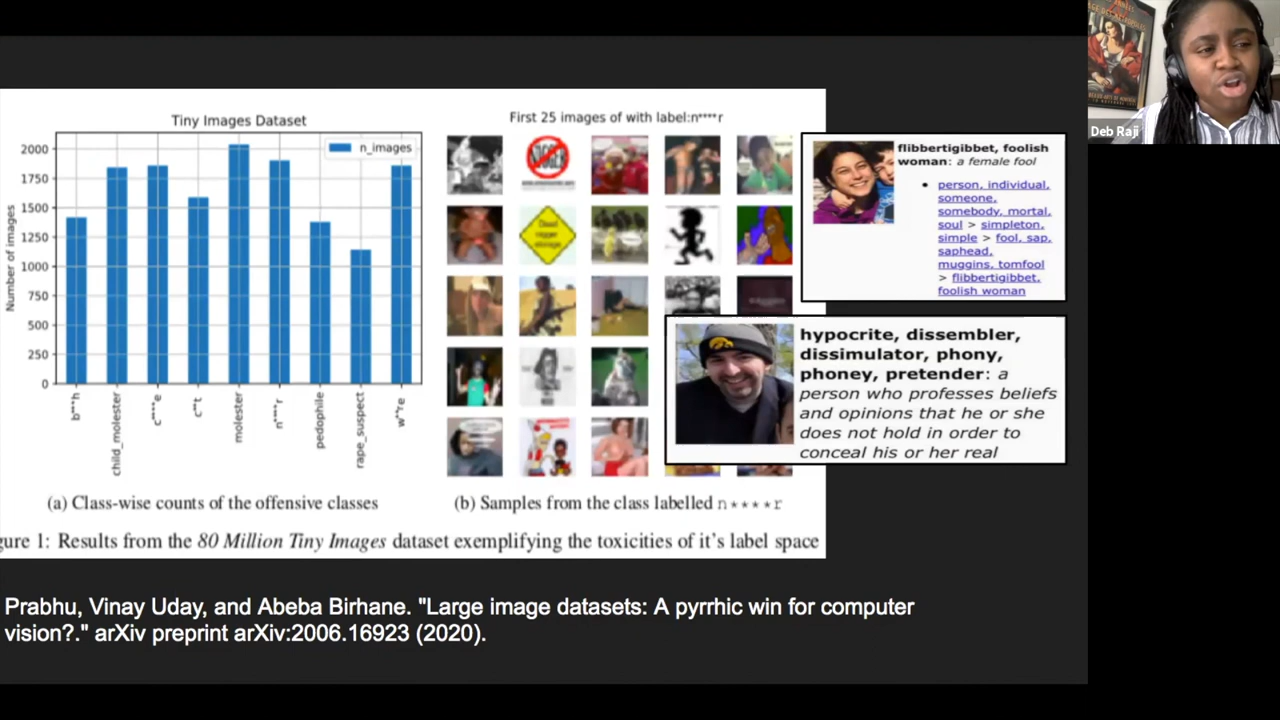 Deb Raji
Tiny Images Dataset
n_images
Number of images
2000
1750
1500
1250
1000
750
500
250
0
b***h
child_molester
c****e
c**t
molester
n****r
pedophile
rape_suspect
w**re
(a) Class-wise counts of the offensive classes
First 25 images of with label:n****r
Dead
nigger
storage
(b) Samples from the class labelled n****r
flibbertigibbet, foolish
woman: a female fool
• person, individual,
someone,
somebody, mortal,
soul > simpleton,
simple > fool, sap,
saphead,
muggins, tomfool
> flibbertigibbet,
foolish woman
hypocrite, dissembler,
dissimulator, phony,
phoney, pretender: a
person who professes beliefs
and opinions that he or she
does not hold in order to
conceal his or her real
gure 1: Results from the 80 Million Tiny Images dataset exemplifying the toxicities of it's label space
Prabhu, Vinay Uday, and Abeba Birhane. "Large image datasets: A pyrrhic win for computer
vision?." arXiv preprint arXiv:2006.16923 (2020).